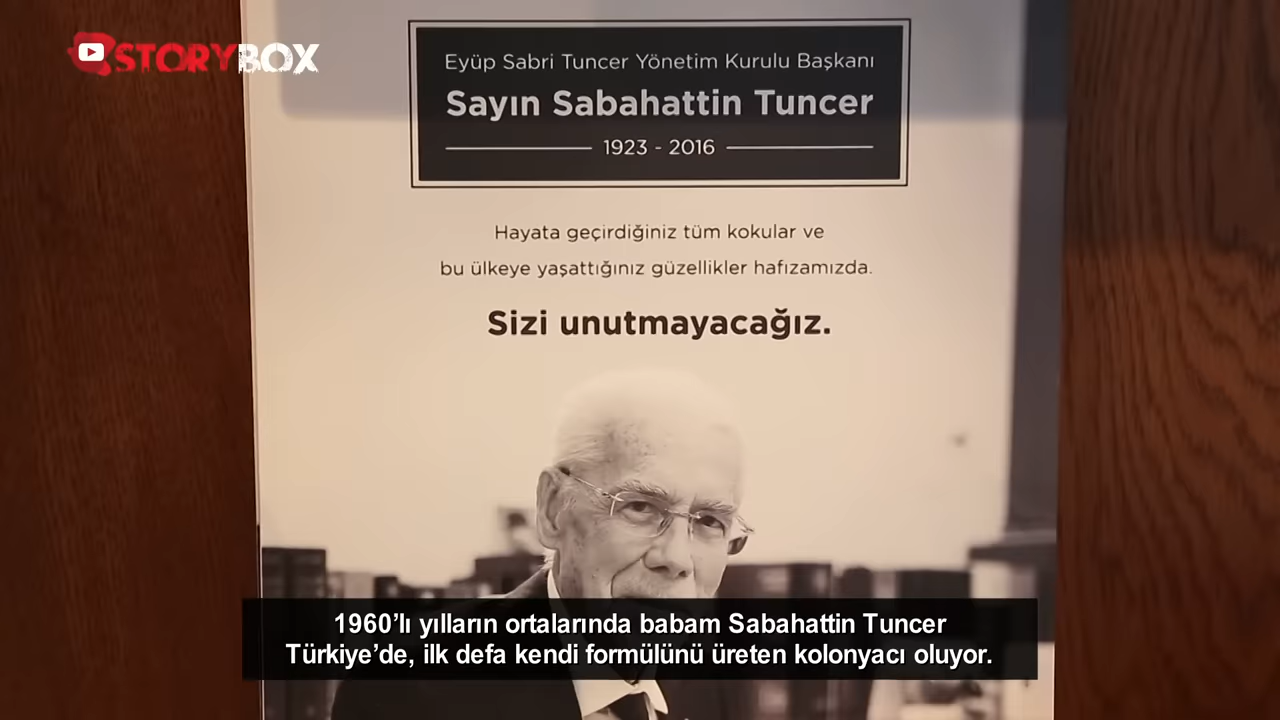 STORYBOX
Eyüp Sabri Tuncer Yönetim Kurulu Başkanı
Sayın Sabahattin Tuncer
1923 - 2016
Hayata geçirdiğiniz tüm kokular ve
bu ülkeye yaşattığınız güzellikler hafızamızda.
Sizi unutmayacağız.
1960’lı yılların ortalarında babam Sabahattin Tuncer
Türkiye’de, ilk defa kendi formülünü üreten kolonyacı oluyor.